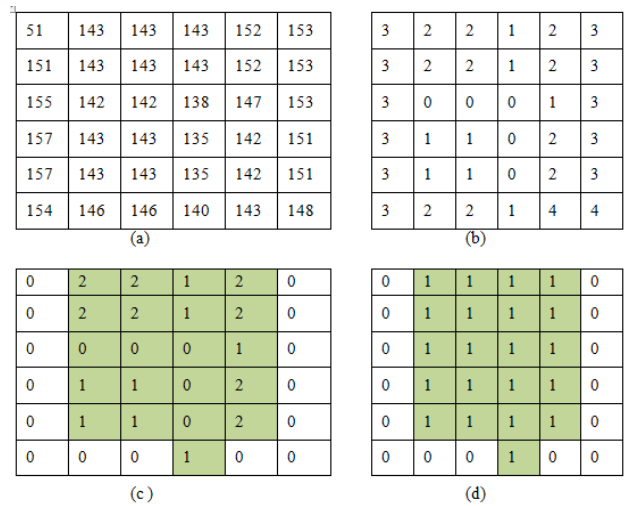 51 143 143 143 152 153
151 143 143 143 152 153
155 142 142 138 147 153
157 143 143 135 142 151
157 143 143 135 142 151
154 146 146 140 143 148
(a)
3 2 2 1 2 3
3 2 2 1 2 3
3 0 0 0 1 3
3 1 1 0 2 3
3 1 1 0 2 3
3 2 2 1 4 4
(b)
0 2 2 1 2 0
0 2 2 1 2 0
0 0 0 0 1 0
0 1 1 0 2 0
0 1 1 0 2 0
0 0 0 1 0 0
(c )
0 1 1 1 1 0
0 1 1 1 1 0
0 1 1 1 1 0
0 1 1 1 1 0
0 1 1 1 1 0
0 0 0 1 0 0
(d)